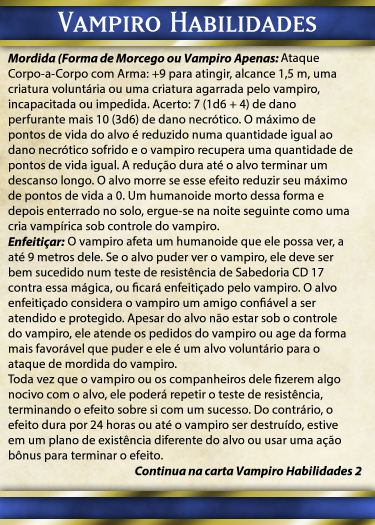 Vampiro Habilidades
Mordida (Forma de Morcego ou Vampiro Apenas: Ataque
Corpo-a-Corpo com Arma: +9 para atingir, alcance 1,5 m, uma
criatura voluntária ou uma criatura agarrada pelo vampiro,
incapacitada ou impedida. Acerto: 7 (1d6 + 4) de dano
perfurante mais 10 (3d6) de dano necrótico. O máximo de
pontos de vida do alvo é reduzido numa quantidade igual ao
dano necrótico sofrido e o vampiro recupera uma quantidade de
pontos de vida igual. A redução dura até o alvo terminar um
descanso longo. O alvo morre se esse efeito reduzir seu máximo
de pontos de vida a 0. Um humanoide morto dessa forma e
depois enterrado no solo, ergue-se na noite seguinte como uma
cria vampírica sob controle do vampiro.
Enfeitiçar: O vampiro afeta um humanoide que ele possa ver, a
até 9 metros dele. Se o alvo puder ver o vampiro, ele deve ser
bem sucedido num teste de resistência de Sabedoria CD 17
contra essa mágica, ou ficará enfeitiçado pelo vampiro. O alvo
enfeitiçado considera o vampiro um amigo confiável a ser
atendido e protegido. Apesar do alvo não estar sob o controle
do vampiro, ele atende os pedidos do vampiro ou age da forma
mais favorável que puder e ele é um alvo voluntário para o
ataque de mordida do vampiro.
Toda vez que o vampiro ou os companheiros dele fizerem algo
nocivo com o alvo, ele poderá repetir o teste de resistência,
terminando o efeito sobre si com um sucesso. Do contrário, o
efeito dura por 24 horas ou até o vampiro ser destruído, estive
em um plano de existência diferente do alvo ou usar uma ação
bônus para terminar o efeito.
Continua na carta Vampiro Habilidades 2